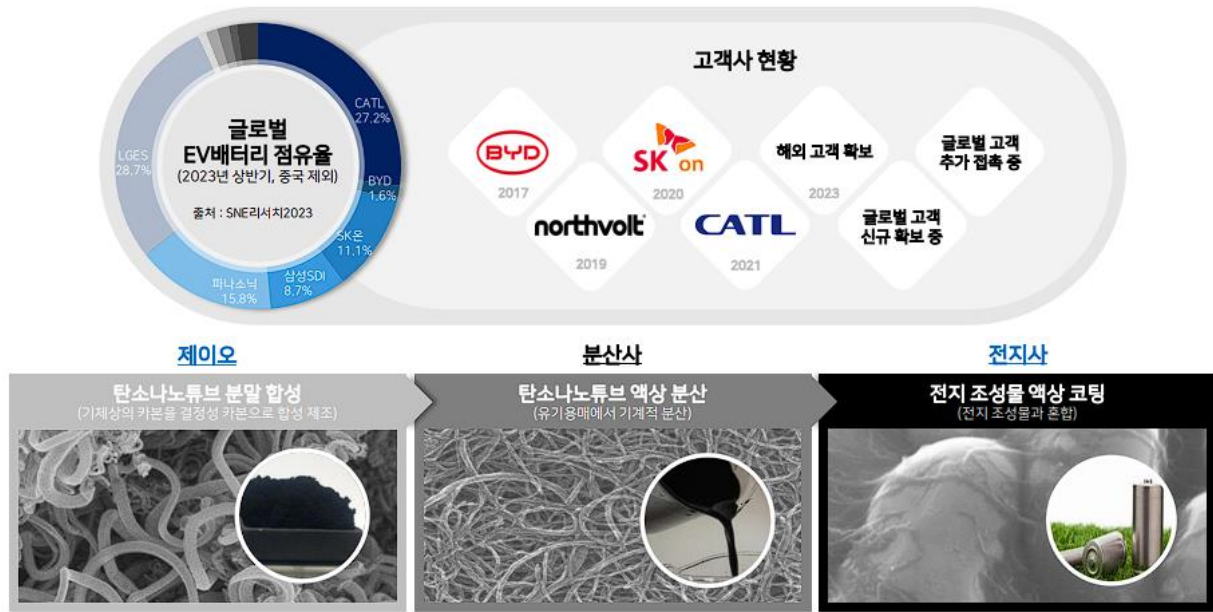 글로벌
EV배터리 점유율
(2023년 상반기, 중국 제외)
출처 : SNE리서치2023
CATL
27.2%
BYD
1.6%
SK온
11.1%
삼성SDI
8.7%
파나소닉
15.8%
LGES
28.7%
고객사 현황
BYD
2017
northvolt
2019
SK on
2020
CATL
2021
해외 고객 확보
2023
글로벌 고객
신규 확보 중
글로벌 고객
추가 접촉 중
제이오
탄소나노튜브 분말 합성
(기체상의 카본을 결정성 카본으로 합성 제조)
분산사
탄소나노튜브 액상 분산
(유기용매에서 기계적 분산)
전지사
전지 조성물 액상 코팅
(전지 조성물과 혼합)